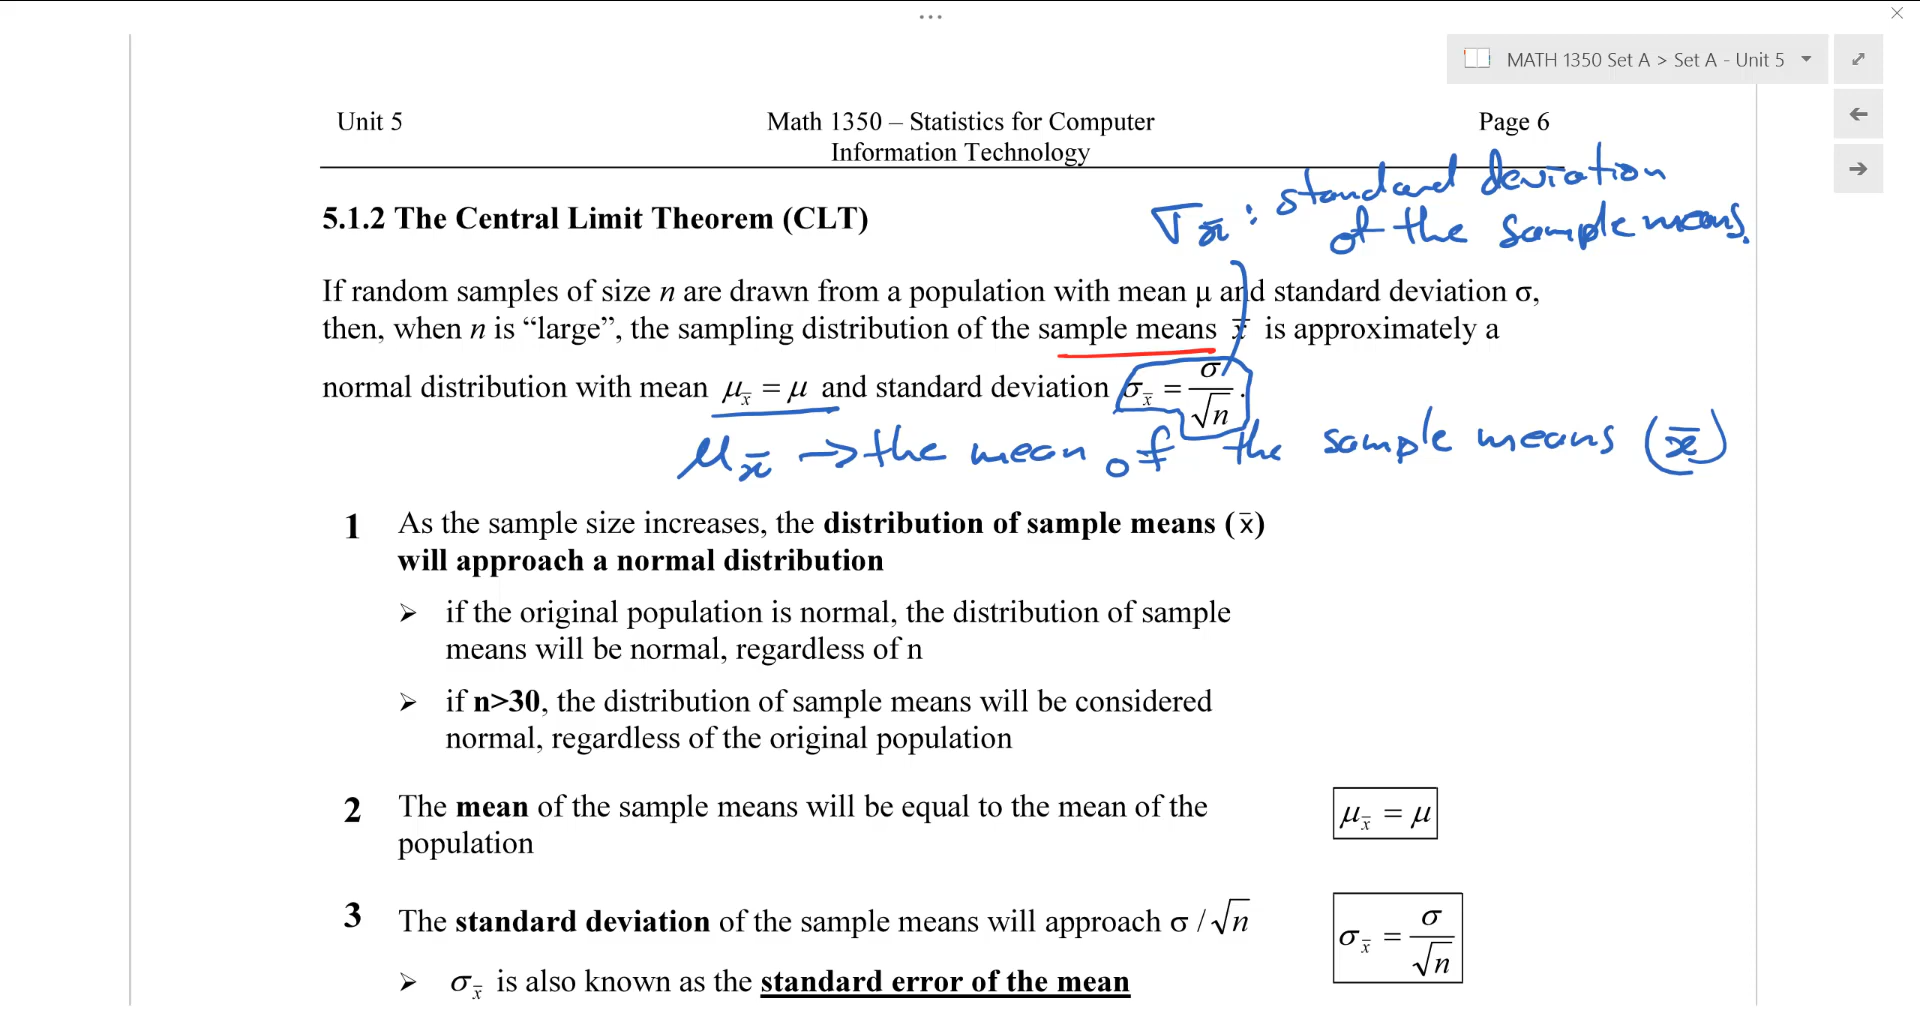 MATH 1350 Set A > Set A - Unit 5
Unit 5 Math 1350 – Statistics for Computer Information Technology Page 6
σx̄ : standard deviation
of the sample means.
5.1.2 The Central Limit Theorem (CLT)
If random samples of size n are drawn from a population with mean μ and standard deviation σ,
then, when n is “large”, the sampling distribution of the sample means x̄ is approximately a
normal distribution with mean μx̄ = μ and standard deviation σx̄ = σ/√n .
μx̄ → the mean of the sample means (x̄)
1 As the sample size increases, the distribution of sample means (x̄)
will approach a normal distribution
➢ if the original population is normal, the distribution of sample
means will be normal, regardless of n
➢ if n>30, the distribution of sample means will be considered
normal, regardless of the original population
2 The mean of the sample means will be equal to the mean of the μx̄ = μ
population
3 The standard deviation of the sample means will approach σ /√n σx̄ = σ/√n
➢ σx̄ is also known as the standard error of the mean